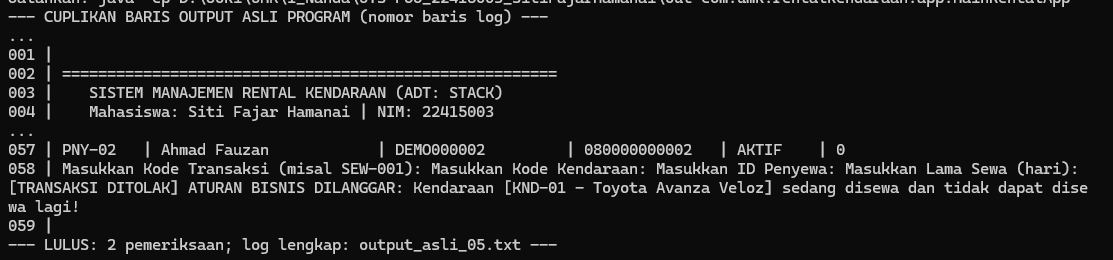 --- CUPLIKAN BARIS OUTPUT ASLI PROGRAM (nomor baris log) ---
...
001 |
002 | =======================================================
003 |    SISTEM MANAJEMEN RENTAL KENDARAAN (ADT: STACK)
004 |    Mahasiswa: Siti Fajar Hamanai | NIM: 22415003
...
057 | PNY-02   | Ahmad Fauzan            | DEMO000002         | 080000000002   | AKTIF    | 0
058 | Masukkan Kode Transaksi (misal SEW-001): Masukkan Kode Kendaraan: Masukkan ID Penyewa: Masukkan Lama Sewa (hari):
[TRANSAKSI DITOLAK] ATURAN BISNIS DILANGGAR: Kendaraan [KND-01 - Toyota Avanza Veloz] sedang disewa dan tidak dapat dise
wa lagi!
059 |
--- LULUS: 2 pemeriksaan; log lengkap: output_asli_05.txt ---